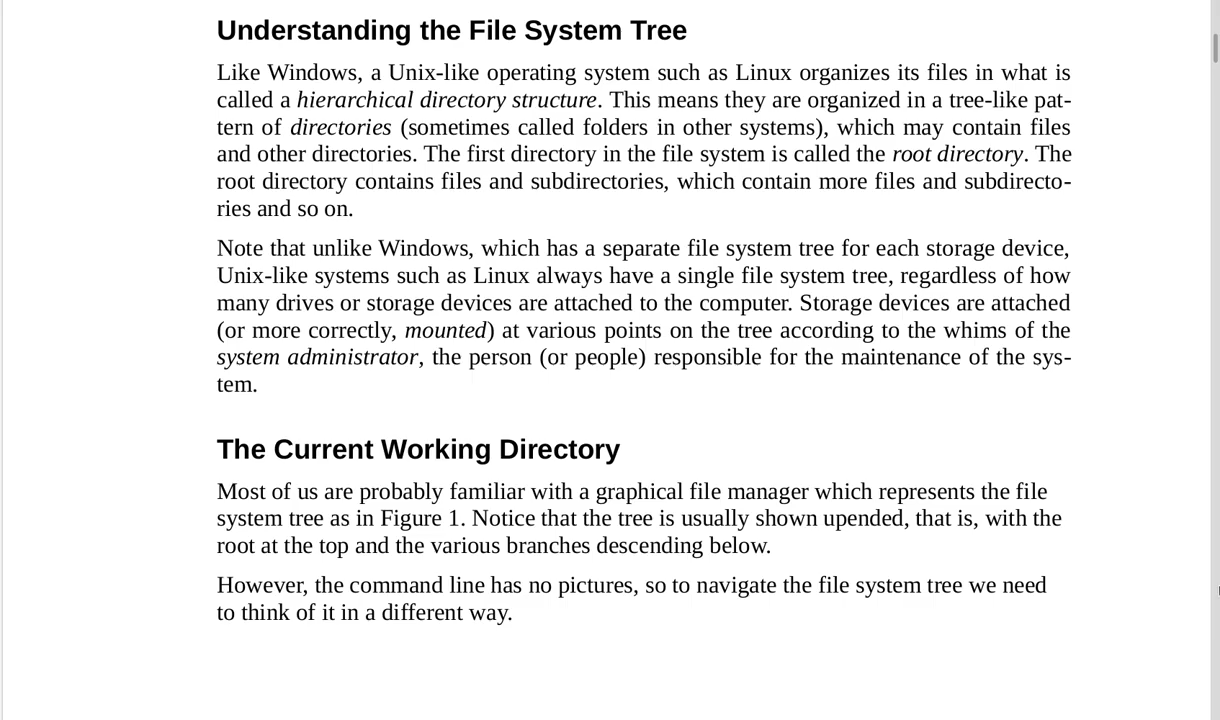 Understanding the File System Tree
Like Windows, a Unix-like operating system such as Linux organizes its files in what is
called a hierarchical directory structure. This means they are organized in a tree-like pat-
tern of directories (sometimes called folders in other systems), which may contain files
and other directories. The first directory in the file system is called the root directory. The
root directory contains files and subdirectories, which contain more files and subdirecto-
ries and so on.
Note that unlike Windows, which has a separate file system tree for each storage device,
Unix-like systems such as Linux always have a single file system tree, regardless of how
many drives or storage devices are attached to the computer. Storage devices are attached
(or more correctly, mounted) at various points on the tree according to the whims of the
system administrator, the person (or people) responsible for the maintenance of the sys-
tem.
The Current Working Directory
Most of us are probably familiar with a graphical file manager which represents the file
system tree as in Figure 1. Notice that the tree is usually shown upended, that is, with the
root at the top and the various branches descending below.
However, the command line has no pictures, so to navigate the file system tree we need
to think of it in a different way.